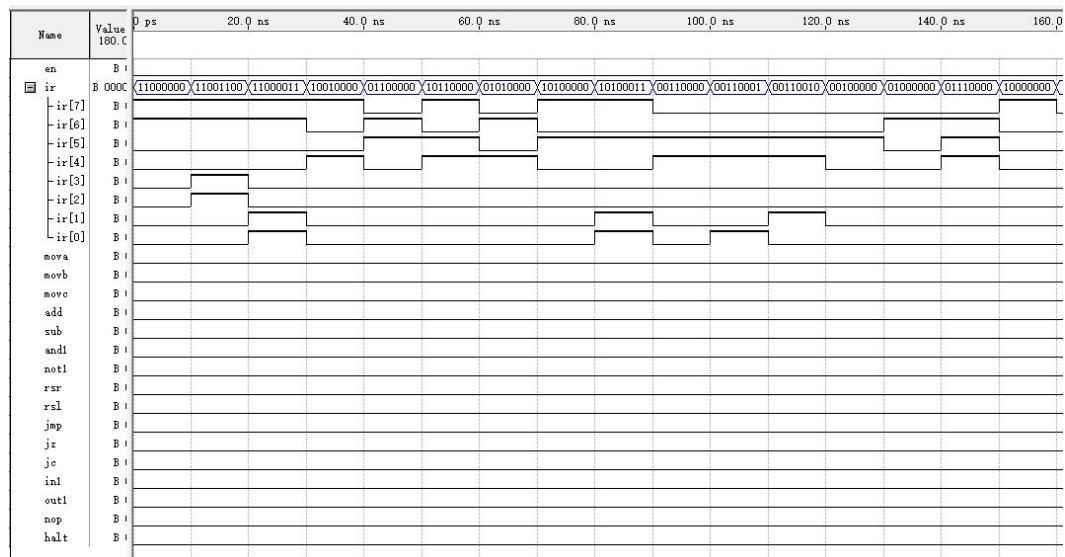 Name Value 180.0 0 ps 20.0 ns 40.0 ns 60.0 ns 80.0 ns 100.0 ns 120.0 ns 140.0 ns 160.0
en B
ir B 0000 11000000 11001100 11000011 10010000 01100000 10110000 01010000 10100000 10100011 00110000 00110001 00110010 00100000 01000000 01110000 10000000
ir[7] B
ir[6] B
ir[5] B
ir[4] B
ir[3] B
ir[2] B
ir[1] B
ir[0] B
mova B
movb B
movc B
add B
sub B
and1 B
not1 B
rsr B
rsl B
jmp B
jz B
jc B
in1 B
out1 B
nop B
halt B